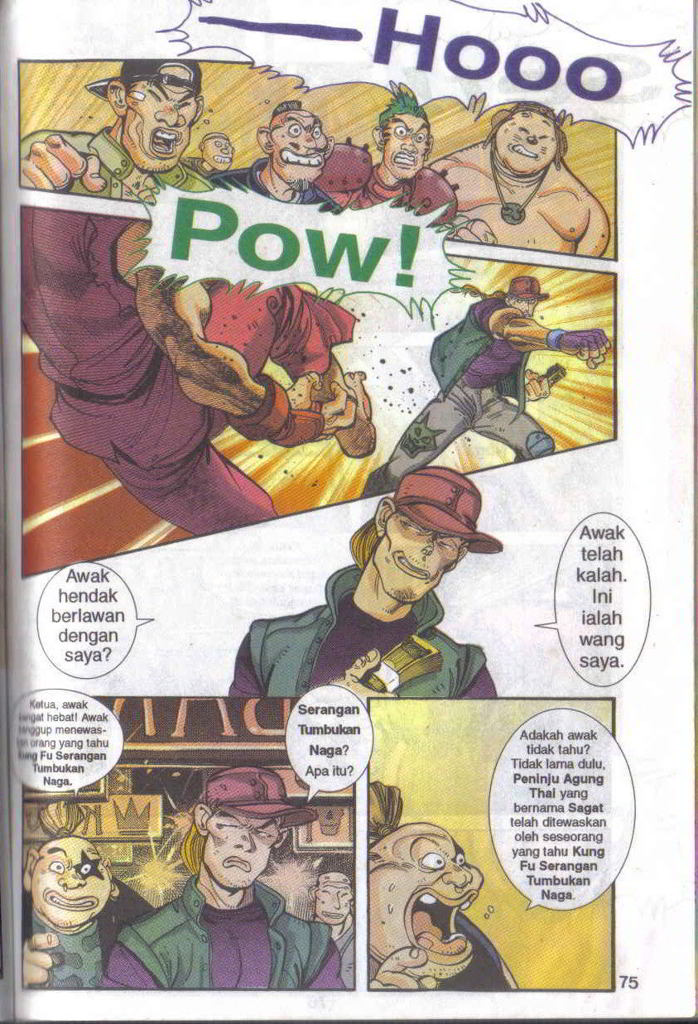 Hooo
Pow!
Awak
hendak
berlawan
dengan
saya?
Awak
telah
kalah.
Ini
ialah
wang
saya.
Ketua, awak
hebat! Awak
menewas-
orang yang tahu
Kung Fu Serangan
Tumbukan
Naga.
Serangan
Tumbukan
Naga?
Apa itu?
Adakah awak
tidak tahu?
Tidak lama dulu,
Peninju Agung
Thai yang
bernama Sagat
telah ditewaskan
oleh seseorang
yang tahu Kung
Fu Serangan
Tumbukan
Naga.
75